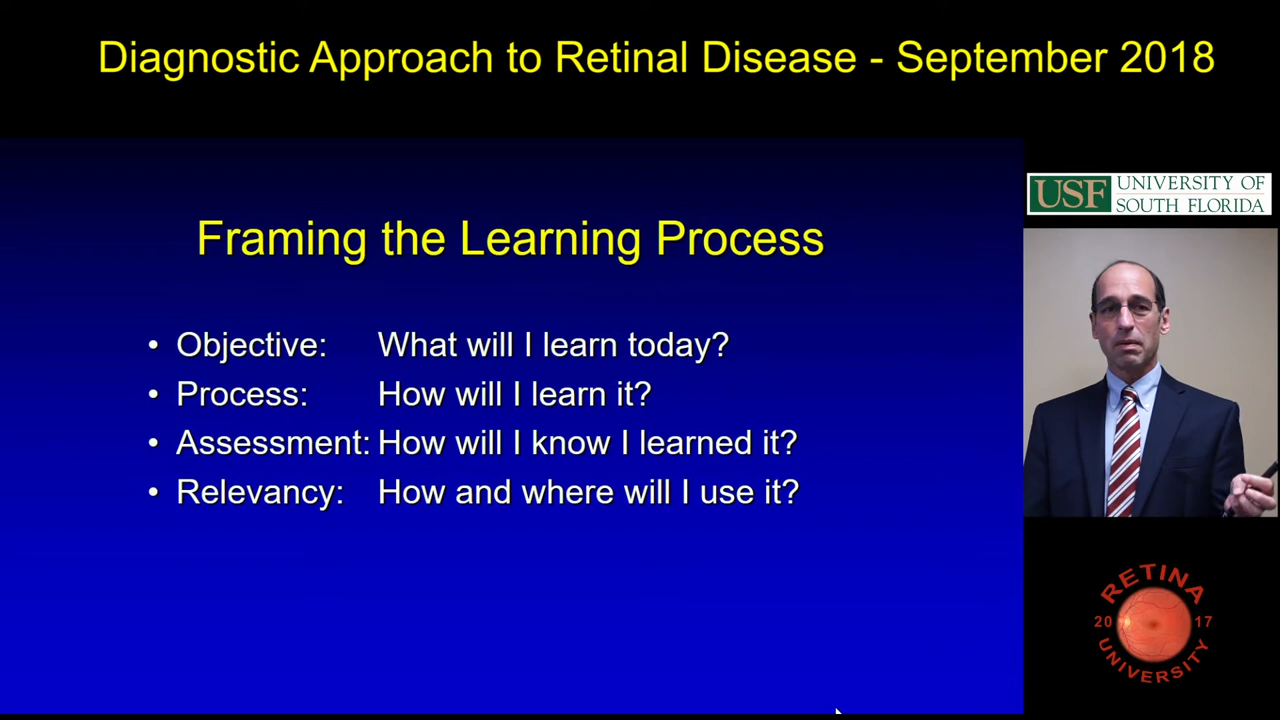 Diagnostic Approach to Retinal Disease - September 2018
Framing the Learning Process
• Objective: What will I learn today?
• Process: How will I learn it?
• Assessment: How will I know I learned it?
• Relevancy: How and where will I use it?
USF UNIVERSITY OF
SOUTH FLORIDA
RETINA
20 17
UNIVERSITY